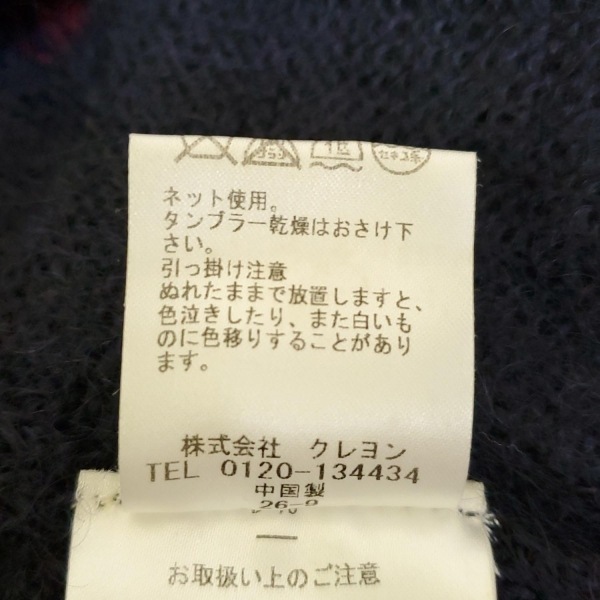 ネット使用。
タンブラー乾燥はおさけ下
さい。
引っ掛け注意
ぬれたままで放置しますと、
色泣きしたり、また白いも
のに色移りすることがあり
ます。
株式会社 クレヨン
TEL 0120-134434
中国製
お取扱い上のご注意